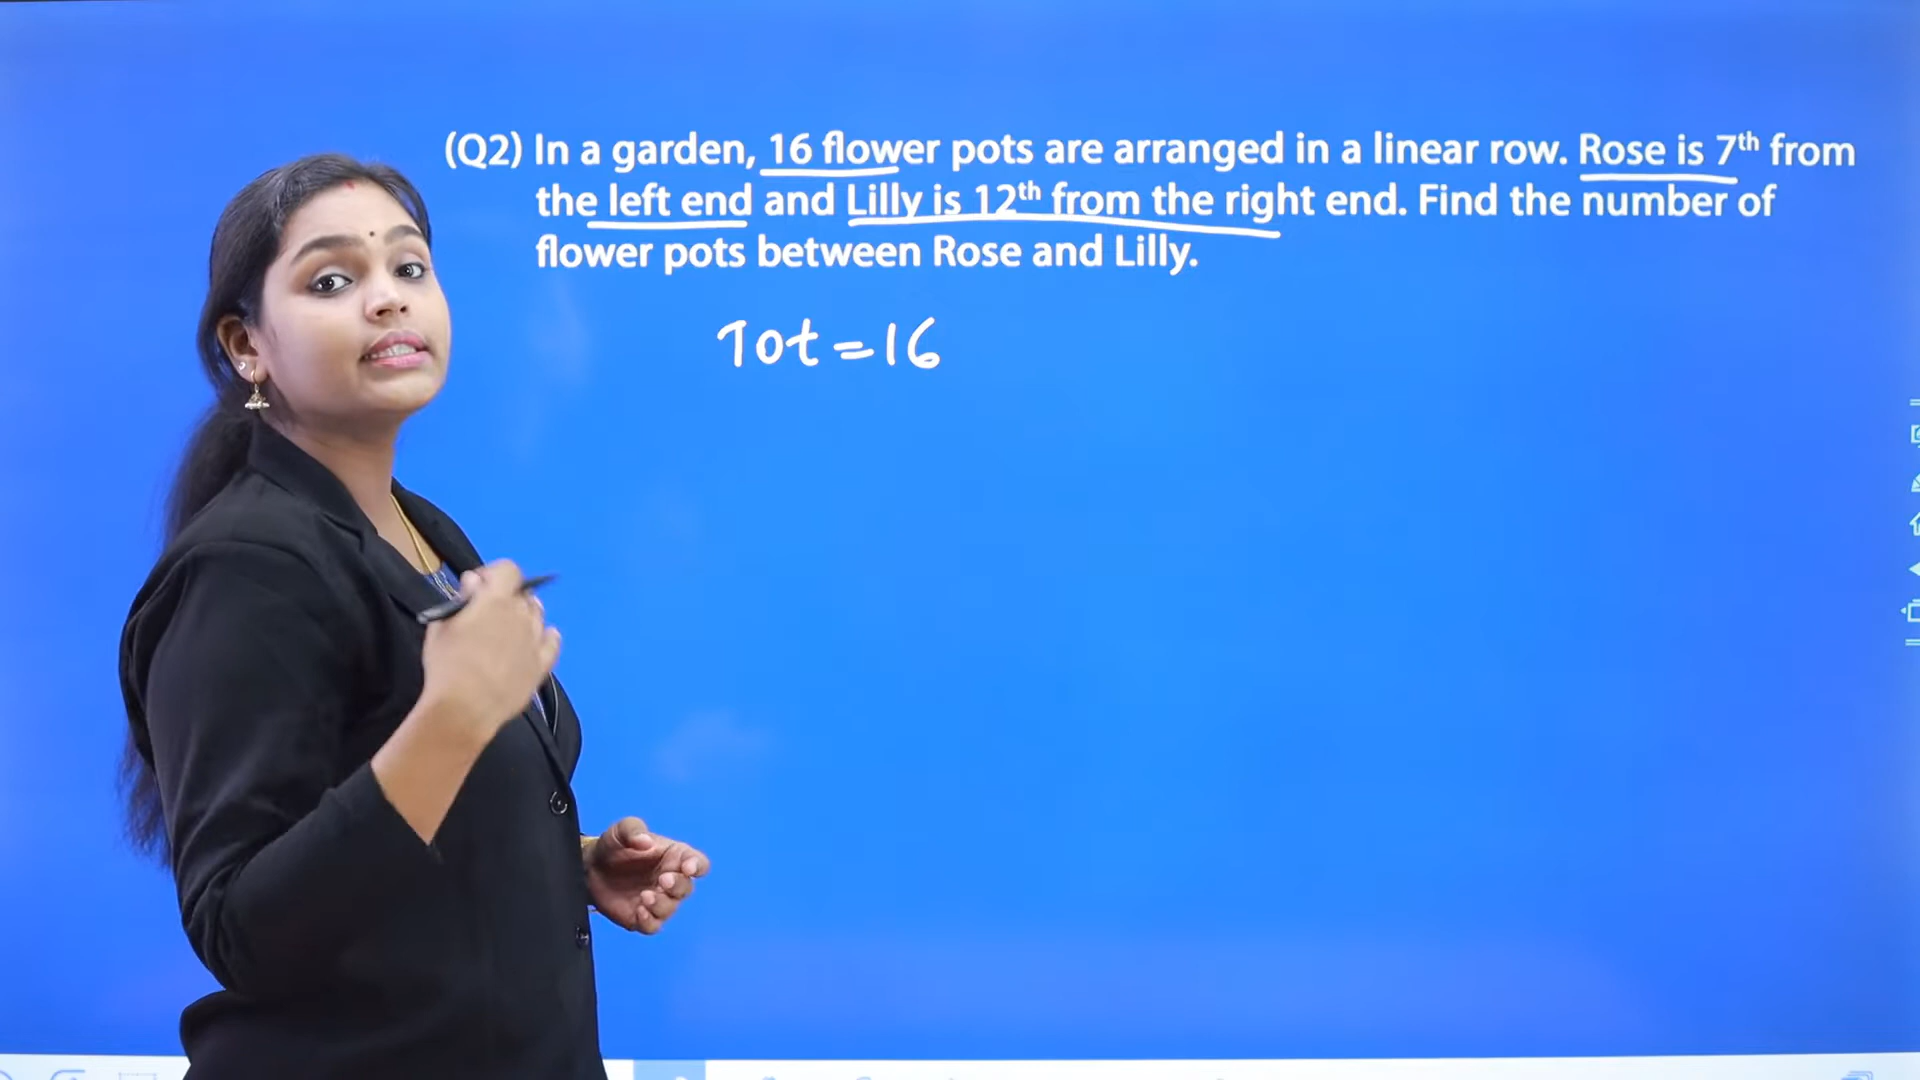 (Q2) In a garden, 16 flower pots are arranged in a linear row. Rose is 7th from
the left end and Lilly is 12th from the right end. Find the number of
flower pots between Rose and Lilly.
Tot = 16